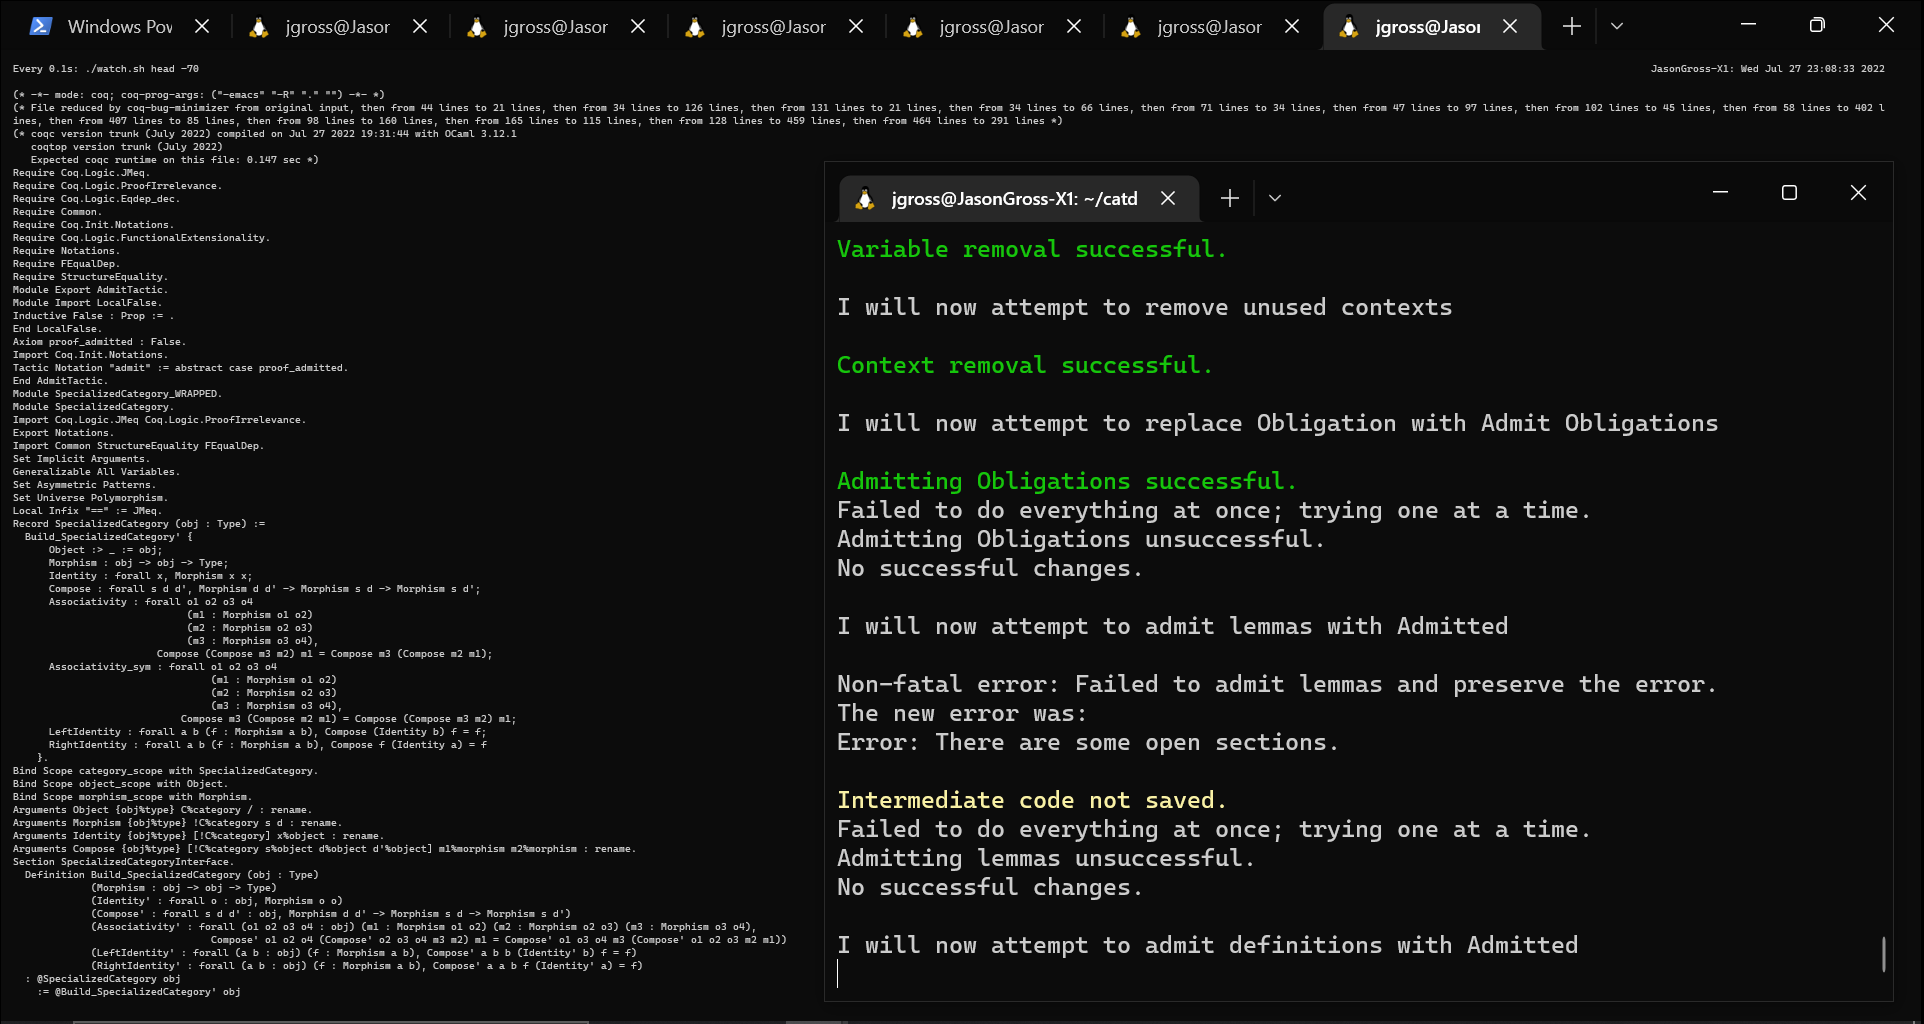 Windows Pov
jgross@Jasor
jgross@Jasor
jgross@Jasor
jgross@Jasor
jgross@Jasor
jgross@Jasor
Every 0.1s: ./watch.sh head -70
JasonGross-X1: Wed Jul 27 23:08:33 2022
(* -*- mode: coq; coq-prog-args: ("-emacs" "-R" "." "") -*- *)
(* File reduced by coq-bug-minimizer from original input, then from 44 lines to 21 lines, then from 34 lines to 126 lines, then from 131 lines to 21 lines, then from 34 lines to 66 lines, then from 71 lines to 34 lines, then from 47 lines to 97 lines, then from 102 lines to 45 lines, then from 58 lines to 402 l
ines, then from 407 lines to 85 lines, then from 98 lines to 160 lines, then from 165 lines to 115 lines, then from 128 lines to 459 lines, then from 464 lines to 291 lines *)
(* coqc version trunk (July 2022) compiled on Jul 27 2022 19:31:44 with OCaml 3.12.1
   coqtop version trunk (July 2022)
   Expected coqc runtime on this file: 0.147 sec *)
Require Coq.Logic.JMeq.
Require Coq.Logic.ProofIrrelevance.
Require Coq.Logic.Eqdep_dec.
Require Common.
Require Coq.Init.Notations.
Require Coq.Logic.FunctionalExtensionality.
Require Notations.
Require FEqualDep.
Require StructureEquality.
Module Export AdmitTactic.
Module Import LocalFalse.
Inductive False : Prop := .
End LocalFalse.
Axiom proof_admitted : False.
Import Coq.Init.Notations.
Tactic Notation "admit" := abstract case proof_admitted.
End AdmitTactic.
Module SpecializedCategory_WRAPPED.
Module SpecializedCategory.
Import Coq.Logic.JMeq Coq.Logic.ProofIrrelevance.
Export Notations.
Import Common StructureEquality FEqualDep.
Set Implicit Arguments.
Generalizable All Variables.
Set Asymmetric Patterns.
Set Universe Polymorphism.
Local Infix "==" := JMeq.
Record SpecializedCategory (obj : Type) :=
  Build_SpecializedCategory' {
      Object :> _ := obj;
      Morphism : obj -> obj -> Type;
      Identity : forall x, Morphism x x;
      Compose : forall s d d', Morphism d d' -> Morphism s d -> Morphism s d';
      Associativity : forall o1 o2 o3 o4
                             (m1 : Morphism o1 o2)
                             (m2 : Morphism o2 o3)
                             (m3 : Morphism o3 o4),
                        Compose (Compose m3 m2) m1 = Compose m3 (Compose m2 m1);
      Associativity_sym : forall o1 o2 o3 o4
                                 (m1 : Morphism o1 o2)
                                 (m2 : Morphism o2 o3)
                                 (m3 : Morphism o3 o4),
                            Compose m3 (Compose m2 m1) = Compose (Compose m3 m2) m1;
      LeftIdentity : forall a b (f : Morphism a b), Compose (Identity b) f = f;
      RightIdentity : forall a b (f : Morphism a b), Compose f (Identity a) = f
    }.
Bind Scope category_scope with SpecializedCategory.
Bind Scope object_scope with Object.
Bind Scope morphism_scope with Morphism.
Arguments Object {obj%type} C%category / : rename.
Arguments Morphism {obj%type} !C%category s d : rename.
Arguments Identity {obj%type} [!C%category] x%object : rename.
Arguments Compose {obj%type} [!C%category s%object d%object d'%object] m1%morphism m2%morphism : rename.
Section SpecializedCategoryInterface.
  Definition Build_SpecializedCategory (obj : Type)
             (Morphism : obj -> obj -> Type)
             (Identity' : forall o : obj, Morphism o o)
             (Compose' : forall s d d' : obj, Morphism d d' -> Morphism s d -> Morphism s d')
             (Associativity' : forall (o1 o2 o3 o4 : obj) (m1 : Morphism o1 o2) (m2 : Morphism o2 o3) (m3 : Morphism o3 o4),
                                 Compose' o1 o2 o4 (Compose' o2 o3 o4 m3 m2) m1 = Compose' o1 o3 o4 m3 (Compose' o1 o2 o3 m2 m1))
             (LeftIdentity' : forall (a b : obj) (f : Morphism a b), Compose' a b b (Identity' b) f = f)
             (RightIdentity' : forall (a b : obj) (f : Morphism a b), Compose' a a b f (Identity' a) = f)
  : @SpecializedCategory obj
    := @Build_SpecializedCategory' obj
jgross@JasonGross-X1: ~/catd
Variable removal successful.
I will now attempt to remove unused contexts
Context removal successful.
I will now attempt to replace Obligation with Admit Obligations
Admitting Obligations successful.
Failed to do everything at once; trying one at a time.
Admitting Obligations unsuccessful.
No successful changes.
I will now attempt to admit lemmas with Admitted
Non-fatal error: Failed to admit lemmas and preserve the error.
The new error was:
Error: There are some open sections.
Intermediate code not saved.
Failed to do everything at once; trying one at a time.
Admitting lemmas unsuccessful.
No successful changes.
I will now attempt to admit definitions with Admitted